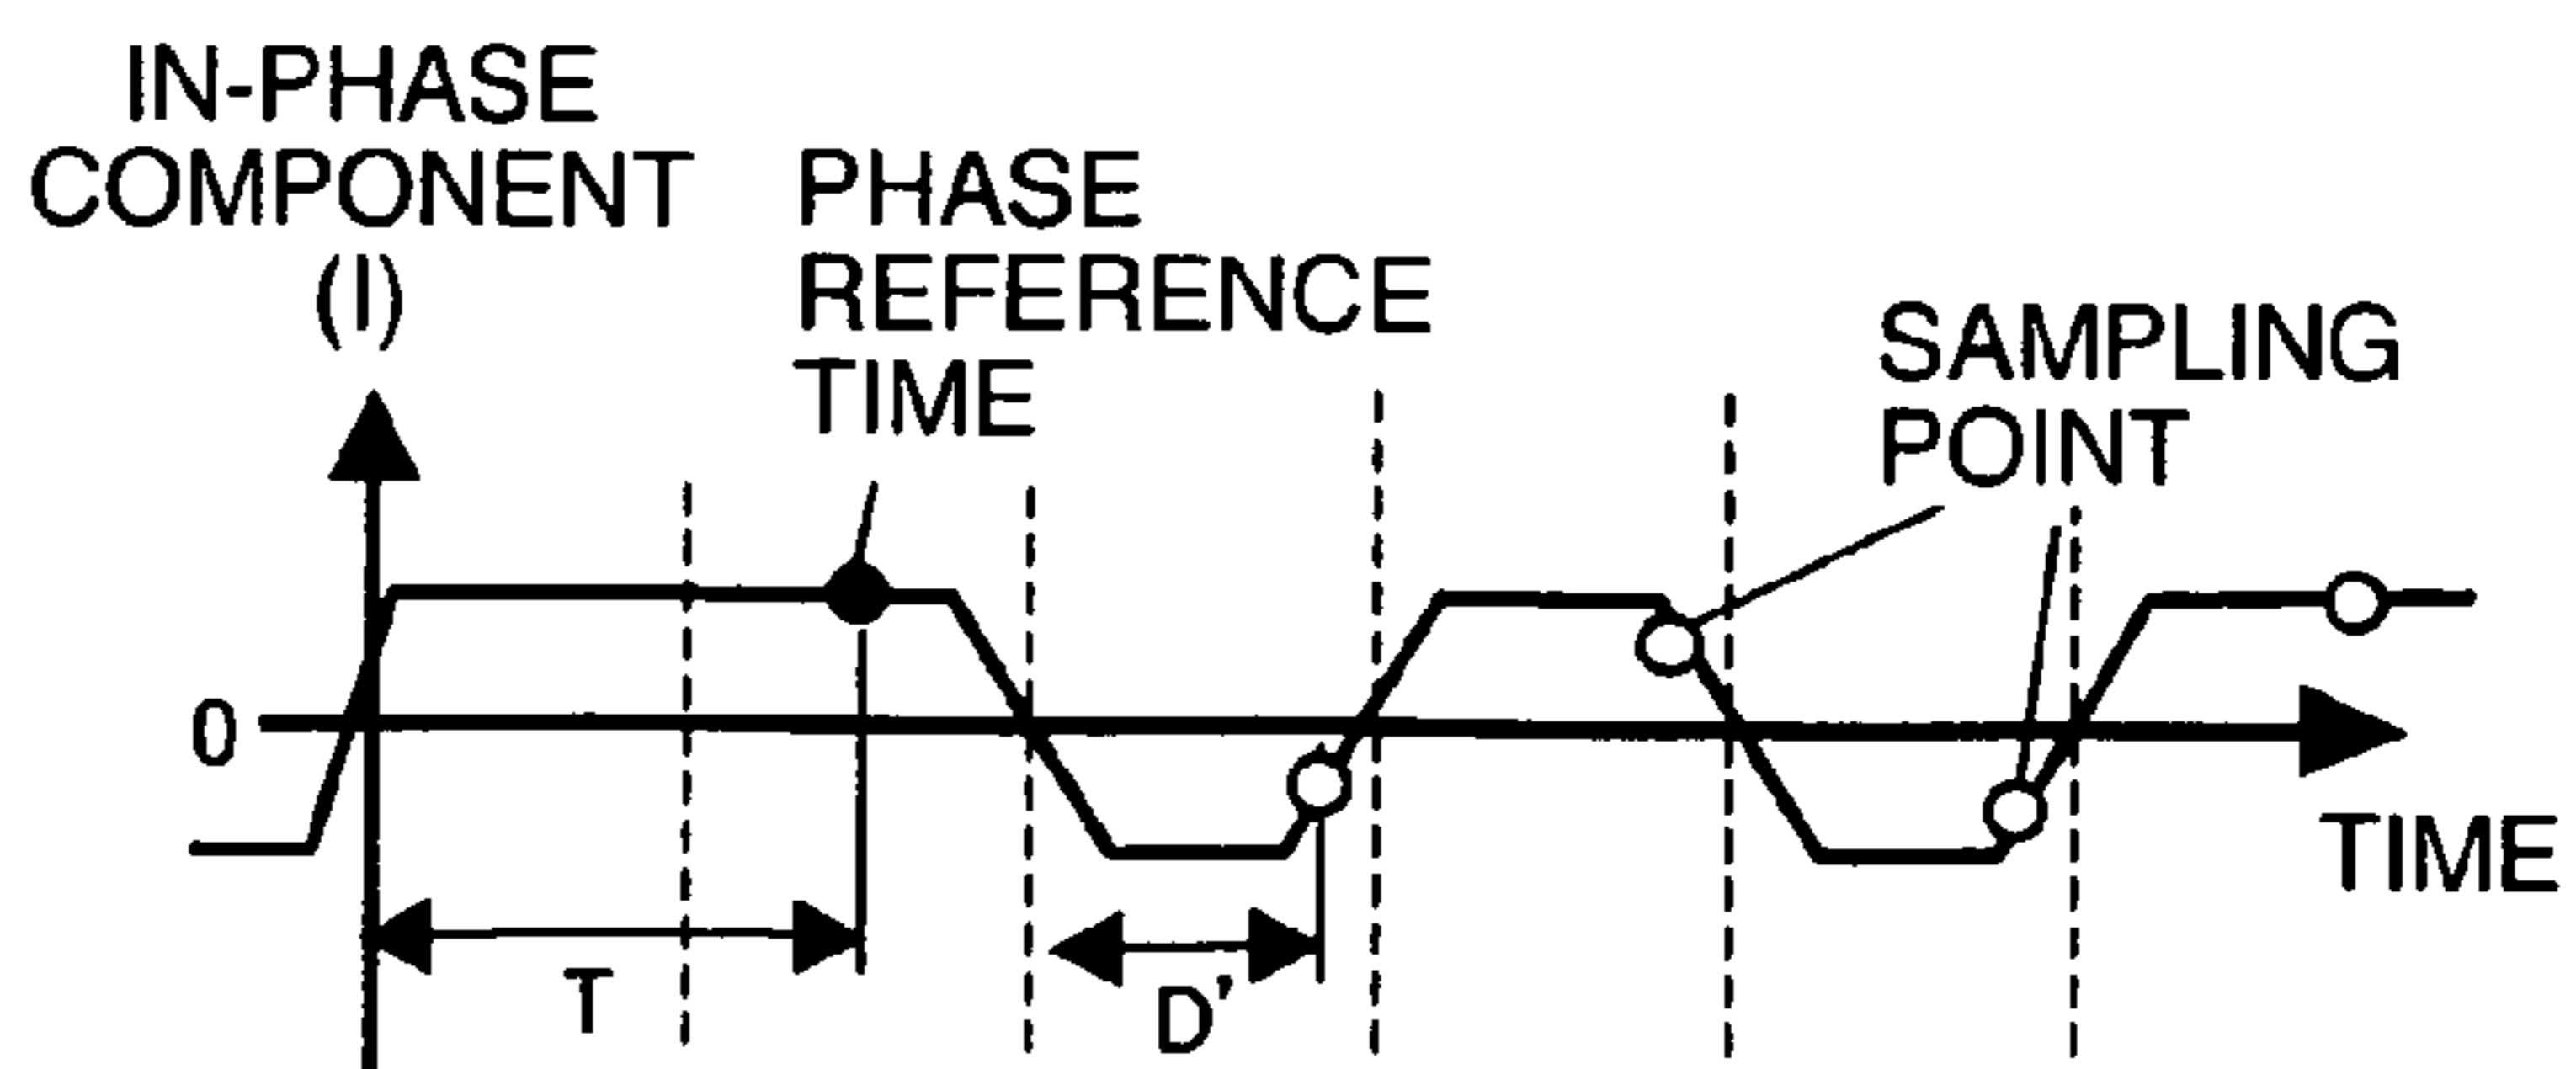 IN-PHASE
COMPONENT
(I)
PHASE
REFERENCE
TIME
SAMPLING
POINT
0
TIME
T
D'